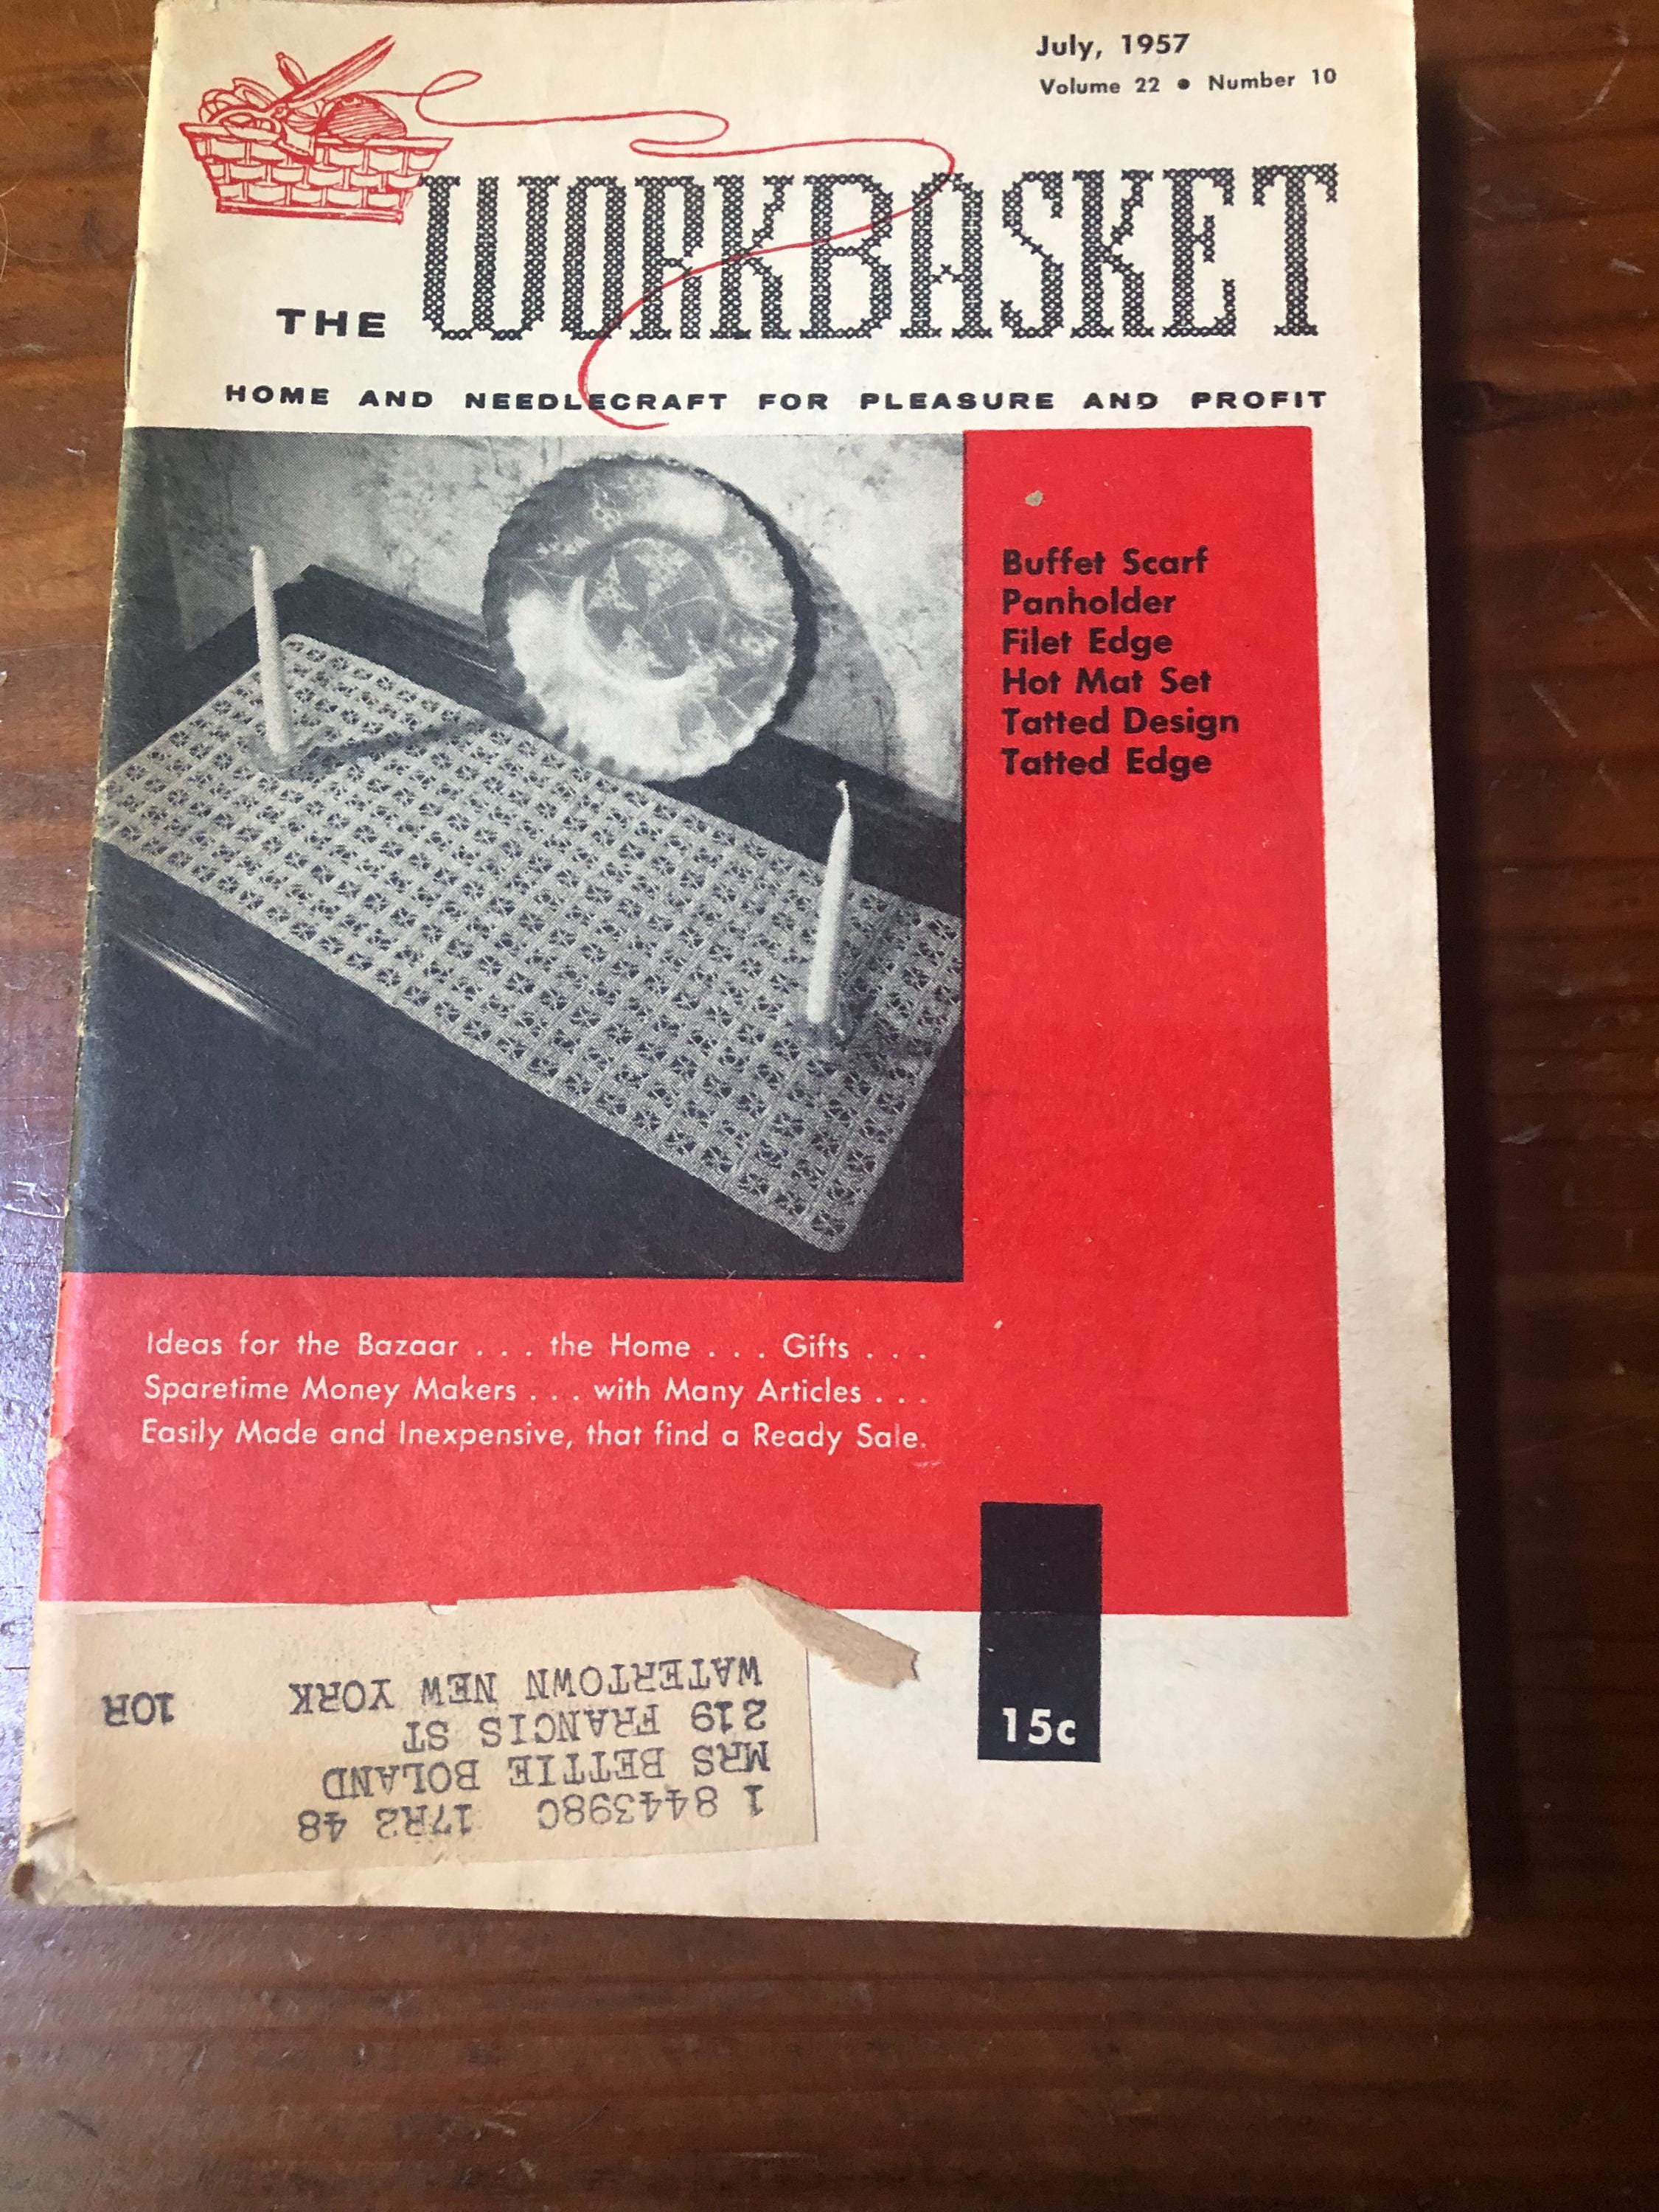 July, 1957
Volume 22 • Number 10
THE WORKBASKET
HOME AND NEEDLECRAFT FOR PLEASURE AND PROFIT
Buffet Scarf
Panholder
Filet Edge
Hot Mat Set
Tatted Design
Tatted Edge
Ideas for the Bazaar . . . the Home . . . Gifts . . .
Sparetime Money Makers . . . with Many Articles . . .
Easily Made and Inexpensive, that find a Ready Sale.
15c
1 844398C 17R2 48
MRS BETTIE BOLAND
219 FRANCIS ST
WATERTOWN NEW YORK 10R